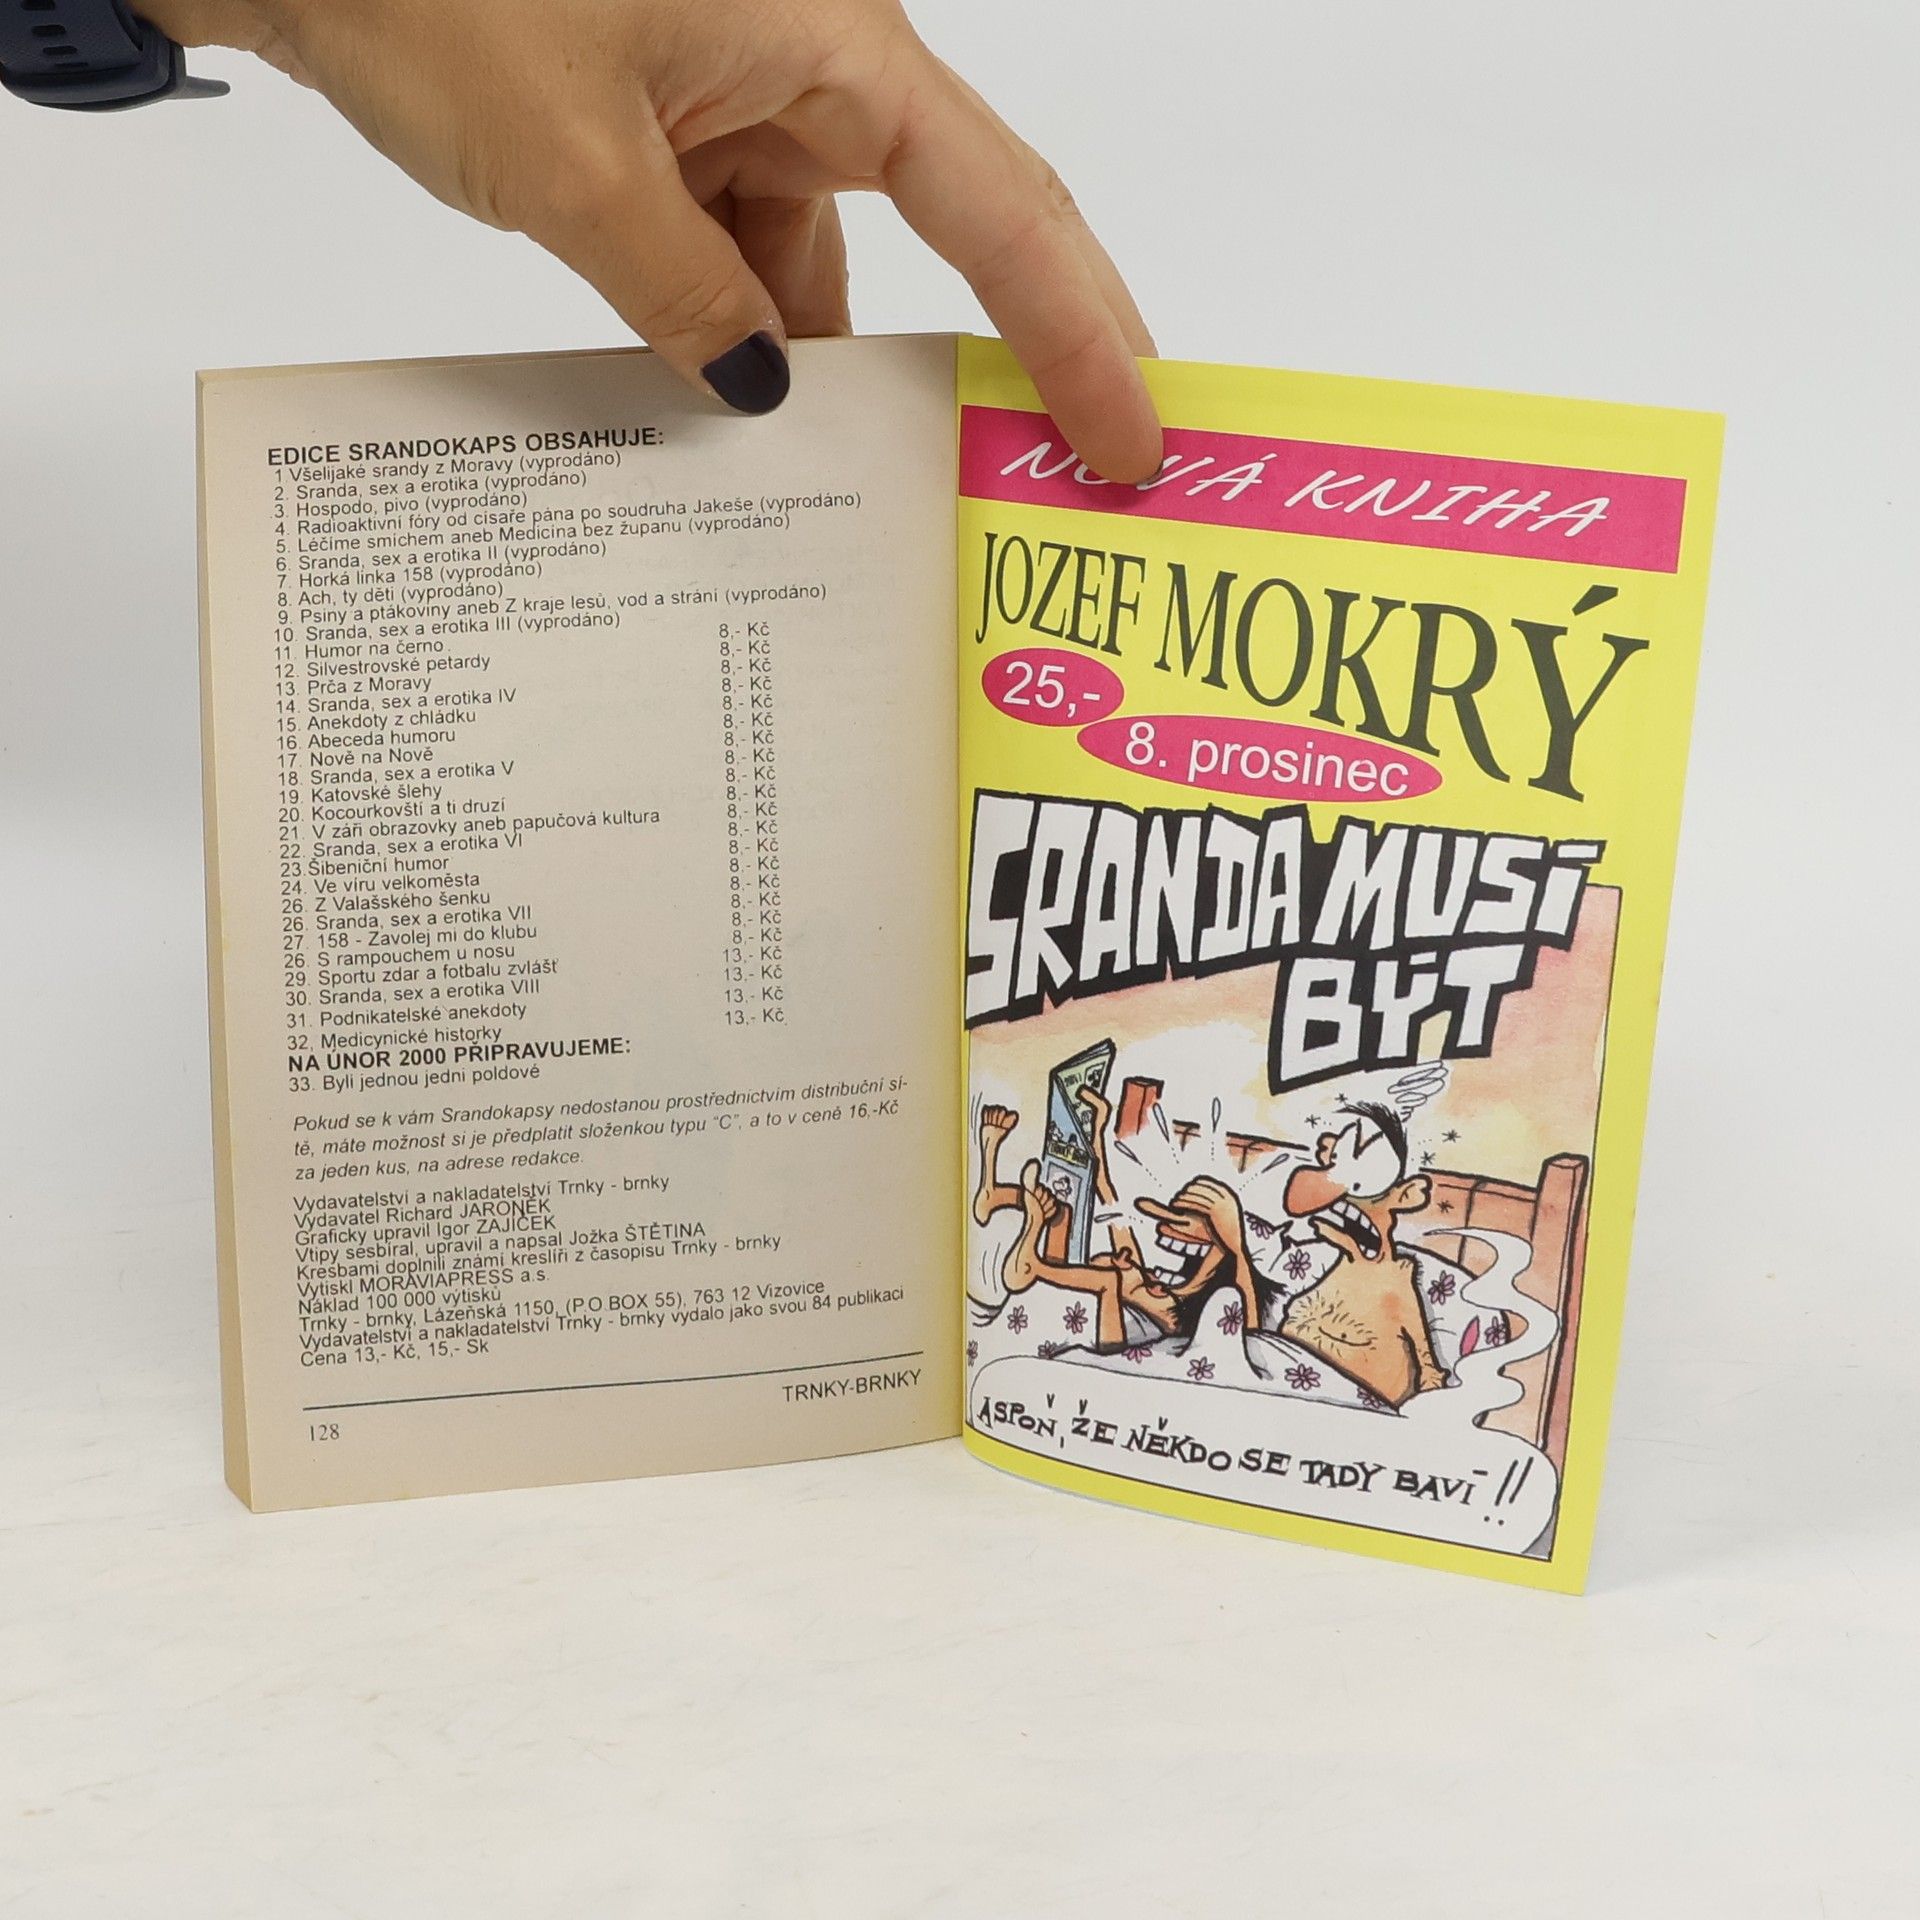 EDICE SRANDOKAPS OBSAHUJE:
1 Všelijaké srandy z Moravy (vyprodáno)
2. Sranda, sex a erotika (vyprodáno)
3. Hospodo, pivo (vyprodáno)
4. Radioaktivní fóry od císaře pána po soudruha Jakeše (vyprodáno)
5. Léčíme smíchem aneb Medicína bez županu (vyprodáno)
6. Sranda, sex a erotika II (vyprodáno)
7. Horká linka 158 (vyprodáno)
8. Ach, ty děti (vyprodáno)
9. Psiny a ptákoviny aneb Z kraje lesů, vod a strání (vyprodáno)
10. Sranda, sex a erotika III (vyprodáno)
11. Humor na černo 8,- Kč
12. Silvestrovské petardy 8,- Kč
13. Prča z Moravy 8,- Kč
14. Sranda, sex a erotika IV 8,- Kč
15. Anekdoty z chládku 8,- Kč
16. Abeceda humoru 8,- Kč
17. Nově na Nově 8,- Kč
18. Sranda, sex a erotika V 8,- Kč
19. Katovské šlehy 8,- Kč
20. Kocourkovští a ti druzí 8,- Kč
21. V záři obrazovky aneb papučová kultura 8,- Kč
22. Sranda, sex a erotika VI 8,- Kč
23.Šibeniční humor 8,- Kč
24. Ve víru velkoměsta 8,- Kč
26. Z Valašského šenku 8,- Kč
26. Sranda, sex a erotika VII 8,- Kč
27. 158 - Zavolej mi do klubu 8,- Kč
26. S rampouchem u nosu 13,- Kč
29. Sportu zdar a fotbalu zvlášť 13,- Kč
30. Sranda, sex a erotika VIII 13,- Kč
31. Podnikatelské anekdoty 13,- Kč
32, Medicynické historky
NA ÚNOR 2000 PŘIPRAVUJEME:
33. Byli jednou jedni poldové
Pokud se k vám Srandokapsy nedostanou prostřednictvím distribuční sí-
tě, máte možnost si je předplatit složenkou typu "C", a to v ceně 16,-Kč
za jeden kus, na adrese redakce.
Vydavatelství a nakladatelství Trnky - brnky
Vydavatel Richard JARONĚK
Graficky upravil Igor ZAJÍČEK
Vtipy sesbíral, upravil a napsal Jožka ŠTĚTINA
Kresbami doplnili známí kreslíři z časopisu Trnky - brnky
Vytiskl MORAVIAPRESS a.s.
Náklad 100 000 výtisků
Trnky - brnky, Lázeňská 1150, (P.O.BOX 55), 763 12 Vizovice
Vydavatelství a nakladatelství Trnky - brnky vydalo jako svou 84 publikaci
Cena 13,- Kč, 15,- Sk
TRNKY-BRNKY
128
NOVÁ KNIHA
JOZEF MOKRÝ
25,-
8. prosinec
SRANDA MUSÍ
BÝT
ASPOŇ, ŽE NĚKDO SE TADY BAVÍ !!